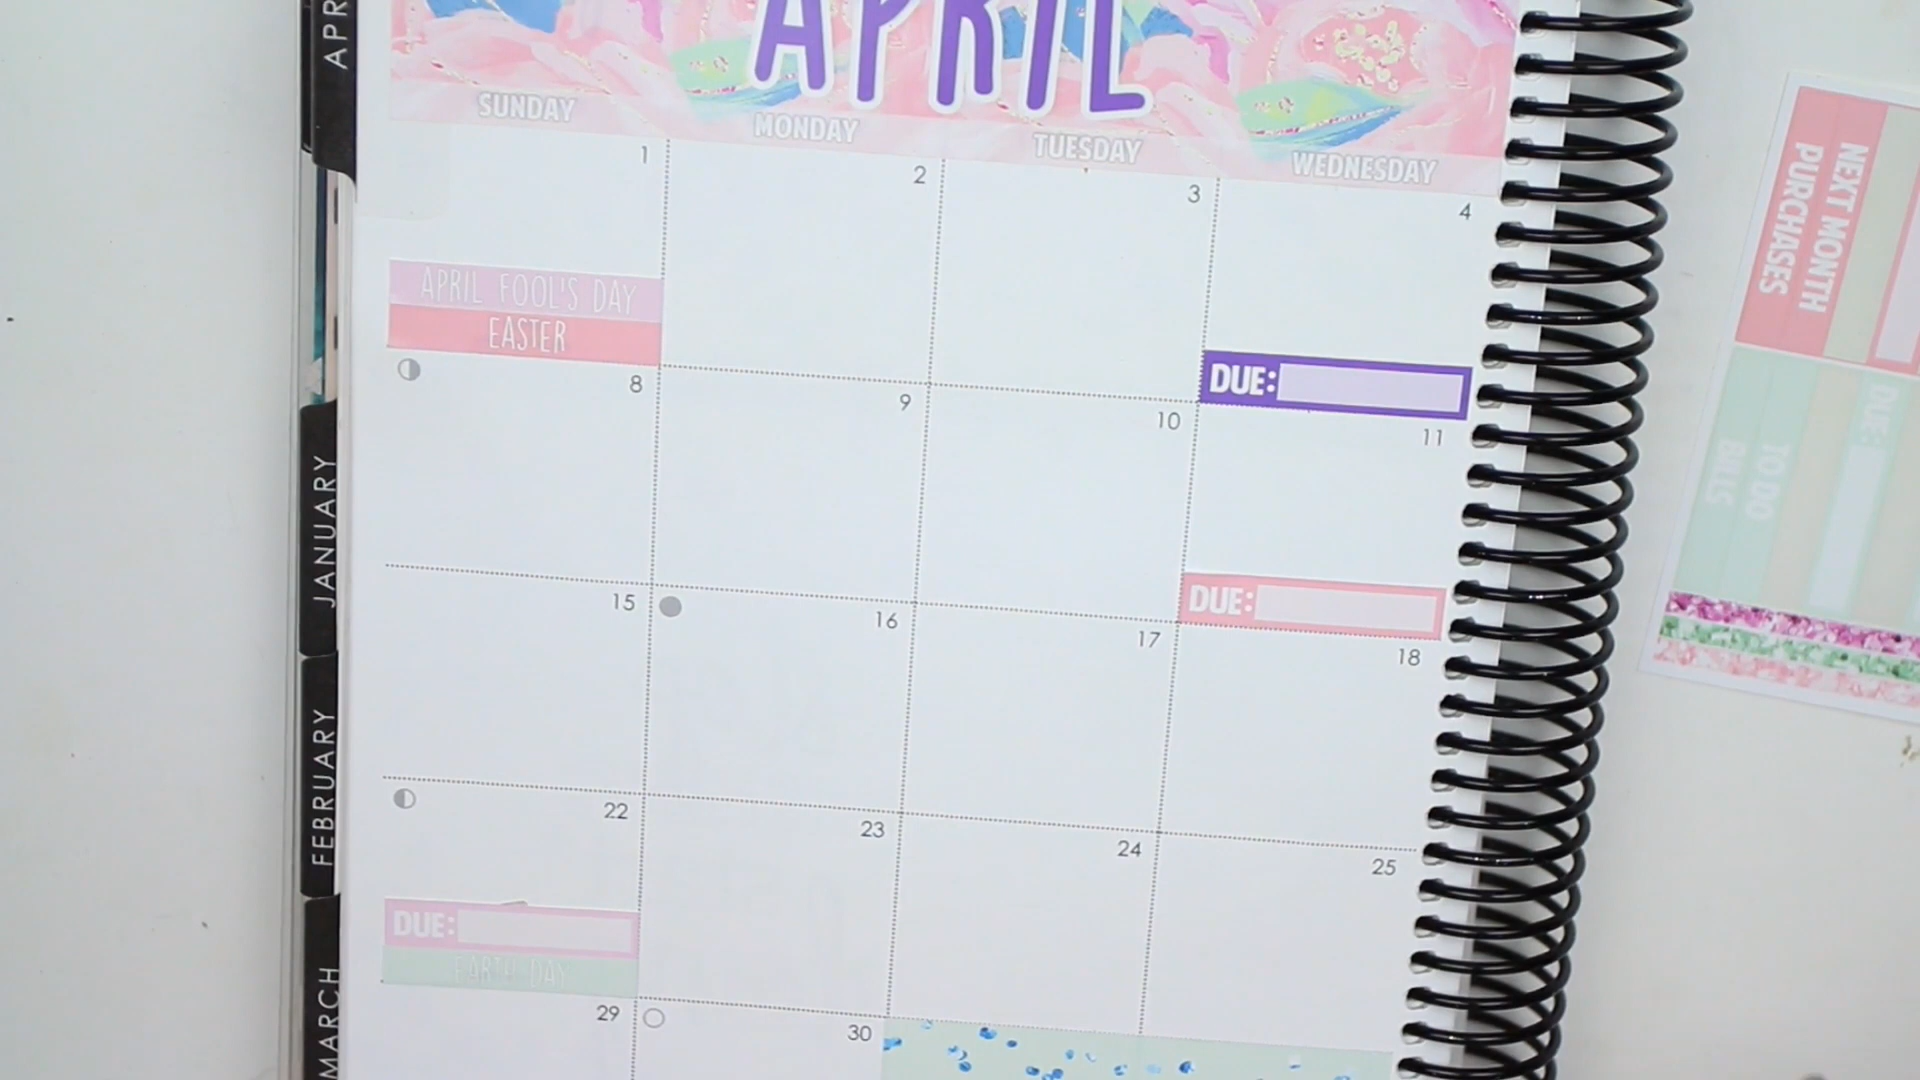 APRIL
SUNDAY MONDAY TUESDAY WEDNESDAY
1 2 3 4
APRIL FOOL'S DAY
EASTER
DUE:
8 9 10 11
DUE:
15 16 17 18
22 23 24 25
DUE:
EARTH DAY
29 30
APR
JANUARY
FEBRUARY
MARCH
NEXT MONTH
PURCHASES
DUE:
TO DO
BILLS